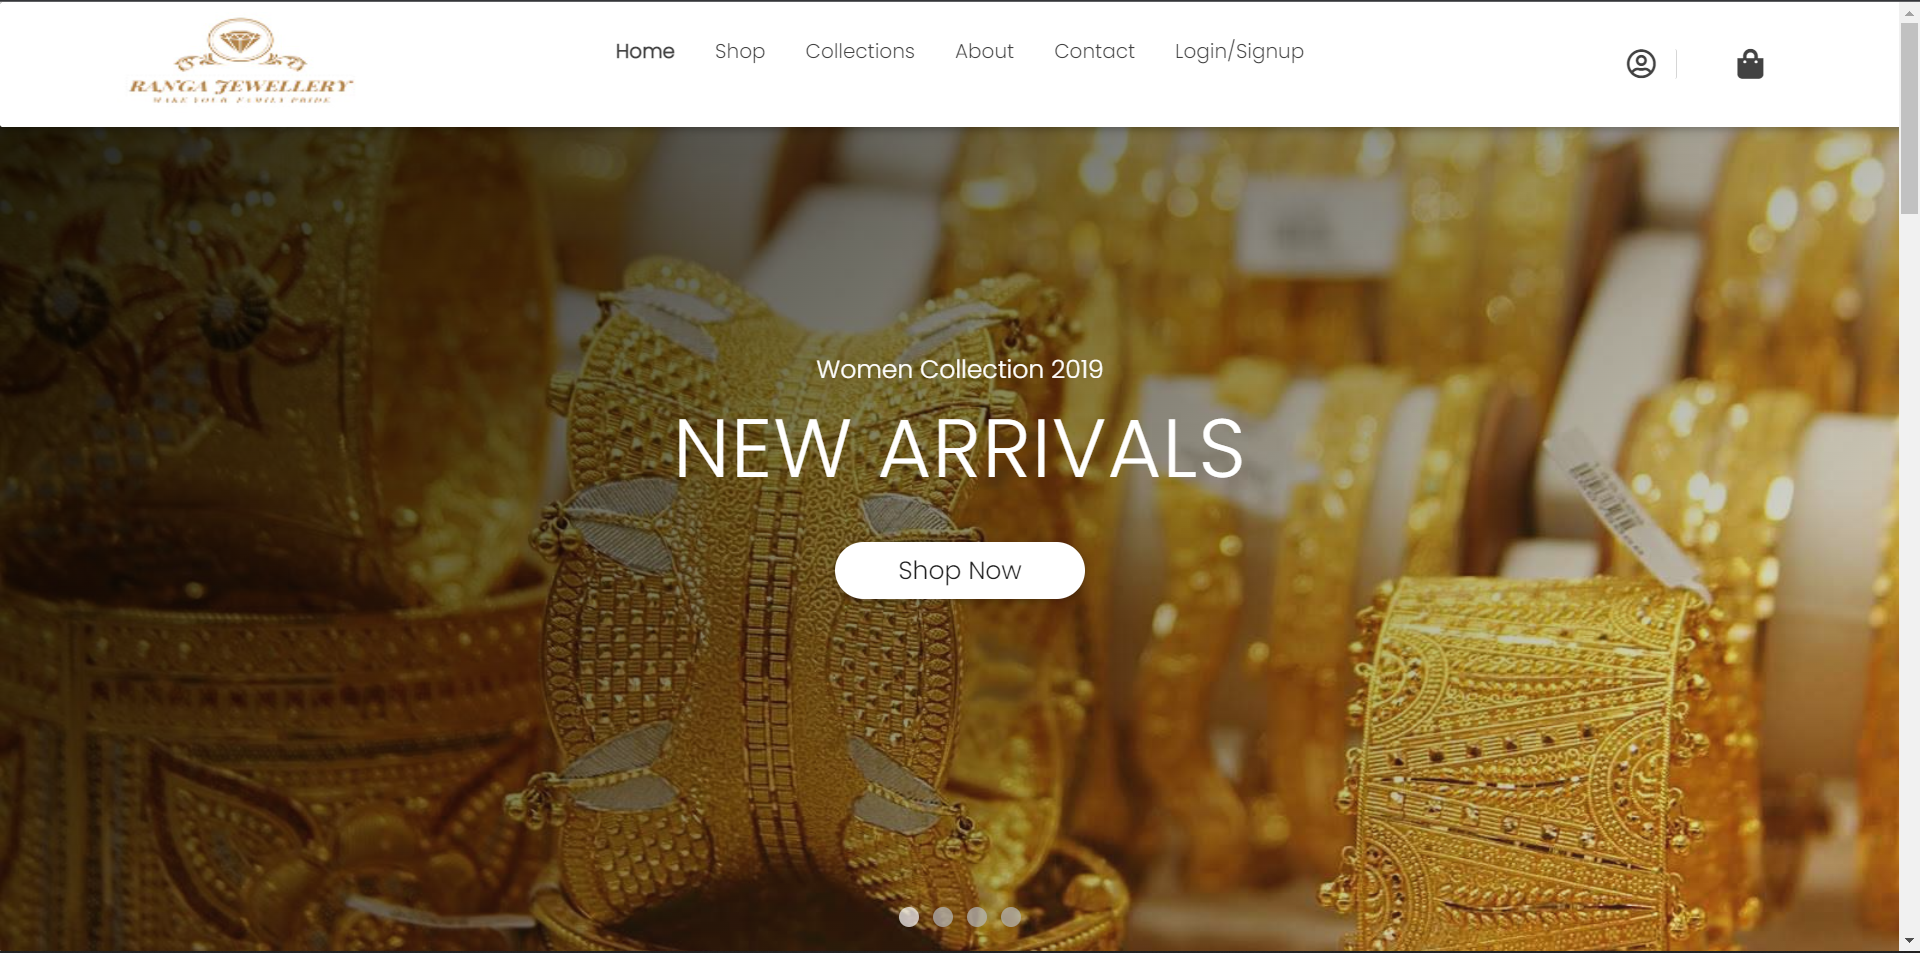 RANGA JEWELLERY
MAKE YOUR FAMILY PRIDE
Home
Shop
Collections
About
Contact
Login/Signup
Women Collection 2019
NEW ARRIVALS
Shop Now